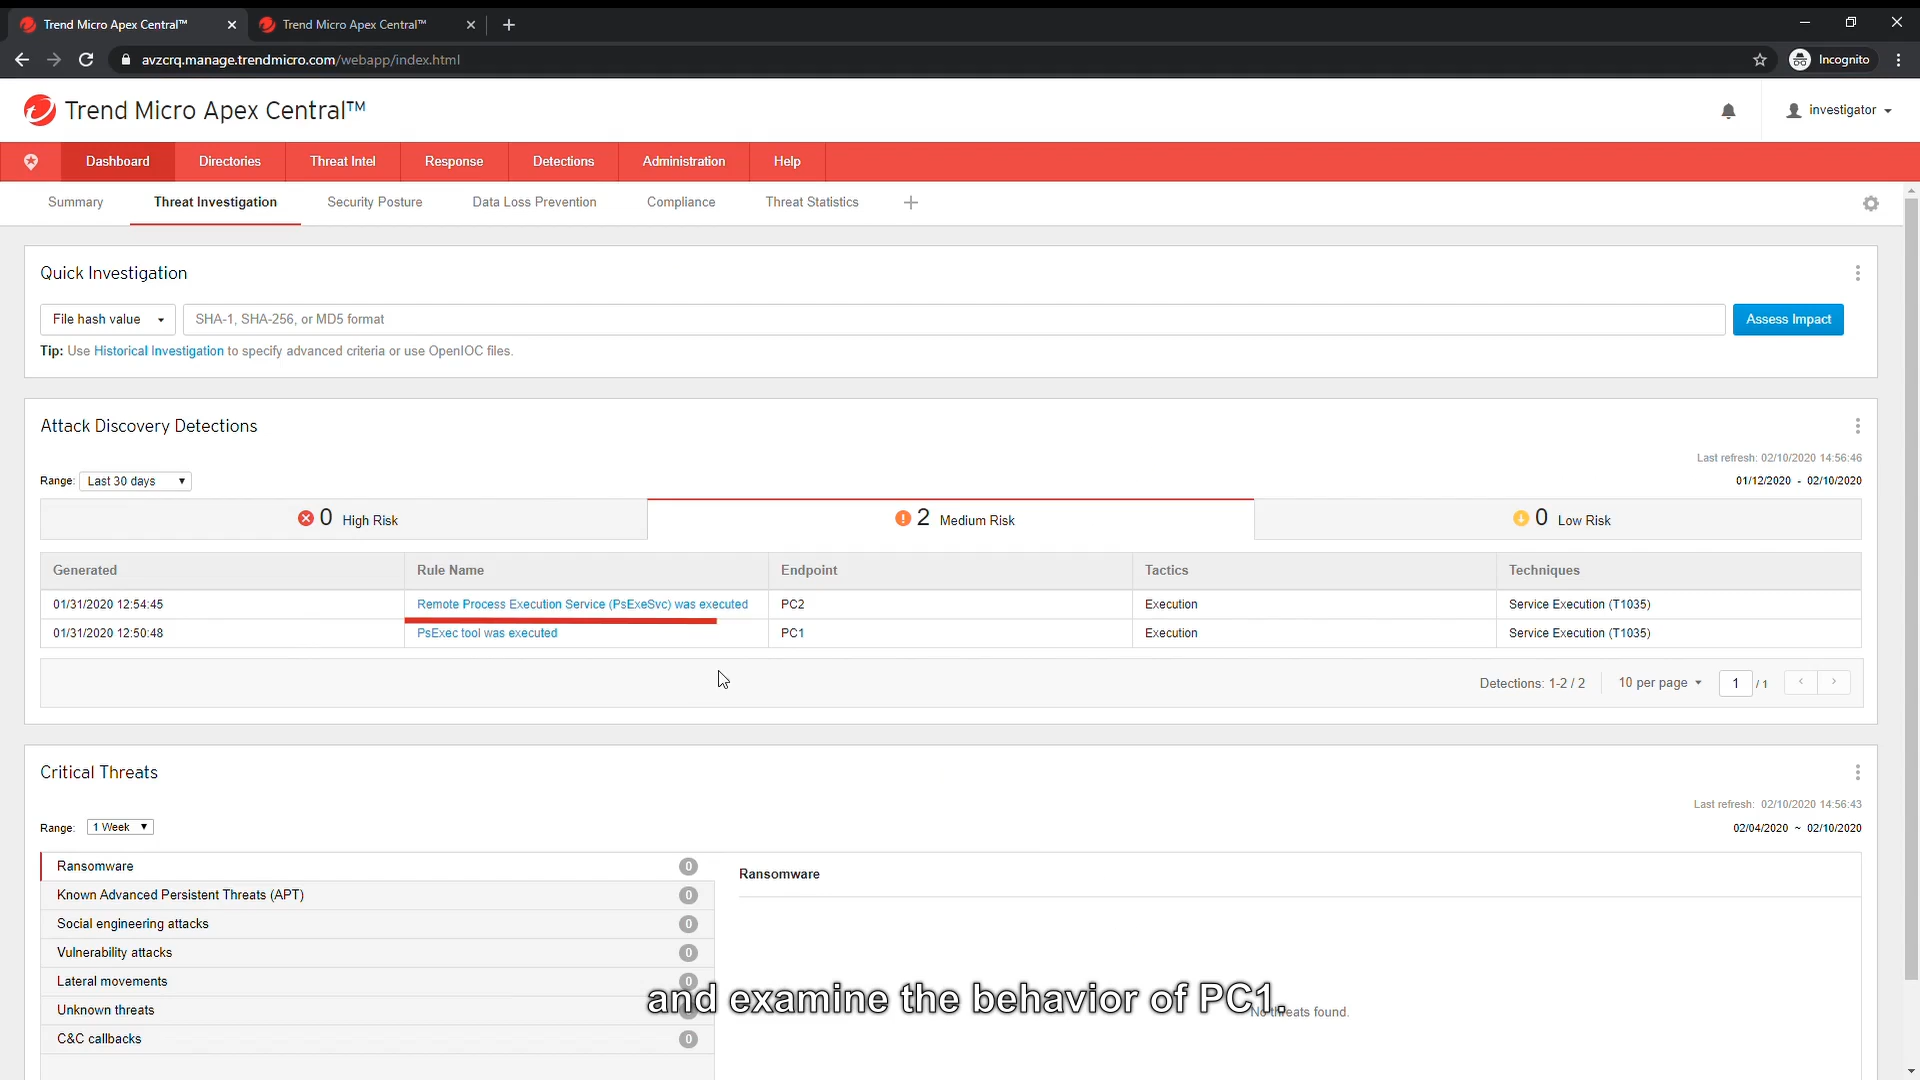 Trend Micro Apex Central™
Trend Micro Apex Central™
avzcrq.manage.trendmicro.com/webapp/index.html
Incognito
Trend Micro Apex Central™
investigator
Dashboard
Directories
Threat Intel
Response
Detections
Administration
Help
Summary
Threat Investigation
Security Posture
Data Loss Prevention
Compliance
Threat Statistics
Quick Investigation
File hash value
SHA-1, SHA-256, or MD5 format
Assess Impact
Tip: Use Historical Investigation to specify advanced criteria or use OpenIOC files.
Attack Discovery Detections
Last refresh: 02/10/2020 14:56:46
Range: Last 30 days
01/12/2020 - 02/10/2020
0 High Risk
2 Medium Risk
0 Low Risk
Generated Rule Name Endpoint Tactics Techniques
01/31/2020 12:54:45 Remote Process Execution Service (PsExeSvc) was executed PC2 Execution Service Execution (T1035)
01/31/2020 12:50:48 PsExec tool was executed PC1 Execution Service Execution (T1035)
Detections: 1-2 / 2 10 per page 1 / 1
Critical Threats
Last refresh: 02/10/2020 14:56:43
Range: 1 Week
02/04/2020 ~ 02/10/2020
Ransomware 0
Known Advanced Persistent Threats (APT) 0
Social engineering attacks 0
Vulnerability attacks 0
Lateral movements 0
Unknown threats
C&C callbacks 0
Ransomware
No threats found.
and examine the behavior of PC1.